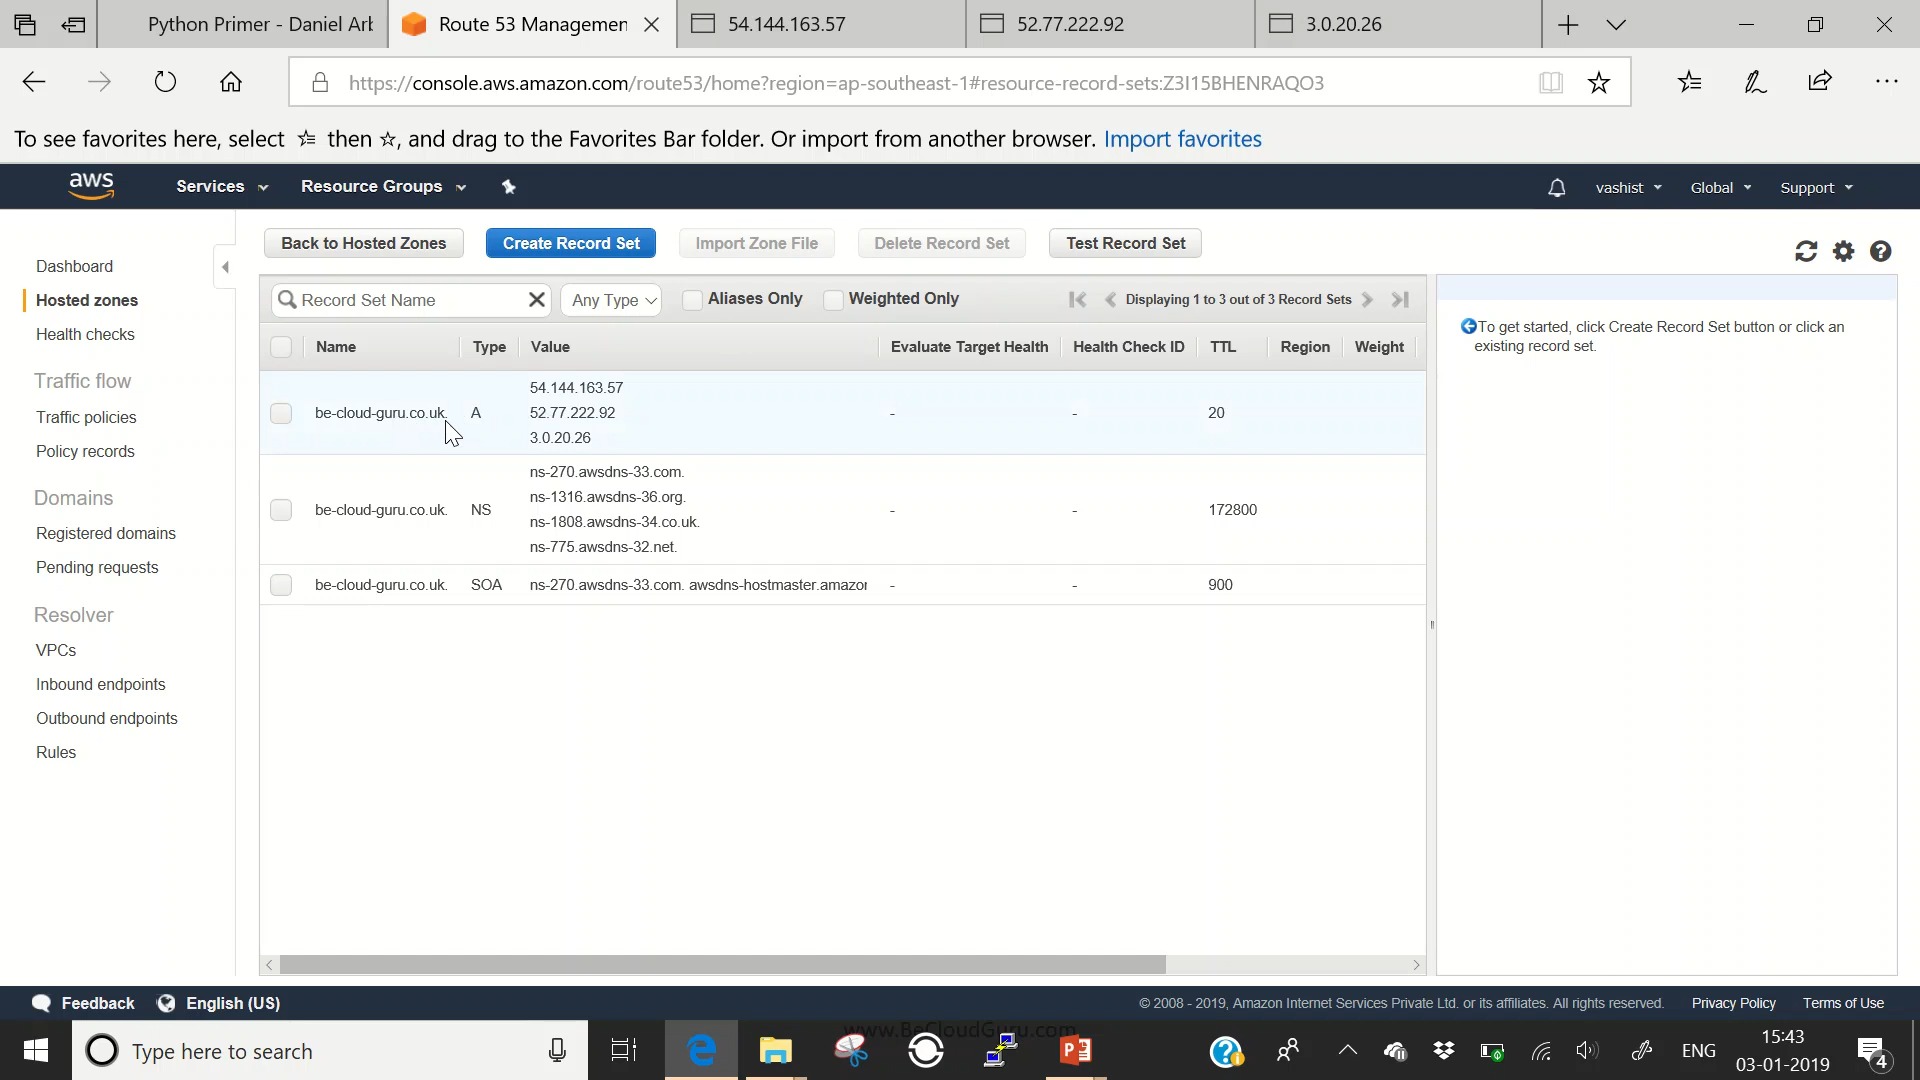 Python Primer - Daniel Arb
Route 53 Managemen
54.144.163.57
52.77.222.92
3.0.20.26
https://console.aws.amazon.com/route53/home?region=ap-southeast-1#resource-record-sets:Z3I15BHENRAQO3
To see favorites here, select then , and drag to the Favorites Bar folder. Or import from another browser. Import favorites
aws
Services
Resource Groups
vashist
Global
Support
Dashboard
Hosted zones
Health checks
Traffic flow
Traffic policies
Policy records
Domains
Registered domains
Pending requests
Resolver
VPCs
Inbound endpoints
Outbound endpoints
Rules
Back to Hosted Zones
Create Record Set
Import Zone File
Delete Record Set
Test Record Set
Record Set Name
Any Type
Aliases Only
Weighted Only
Displaying 1 to 3 out of 3 Record Sets
Name Type Value Evaluate Target Health Health Check ID TTL Region Weight
be-cloud-guru.co.uk. A
54.144.163.57
52.77.222.92
3.0.20.26
- - 20
be-cloud-guru.co.uk. NS
ns-270.awsdns-33.com.
ns-1316.awsdns-36.org.
ns-1808.awsdns-34.co.uk.
ns-775.awsdns-32.net.
- - 172800
be-cloud-guru.co.uk. SOA ns-270.awsdns-33.com. awsdns-hostmaster.amazon - - 900
To get started, click Create Record Set button or click an
existing record set.
Feedback
English (US)
© 2008 - 2019, Amazon Internet Services Private Ltd. or its affiliates. All rights reserved.
Privacy Policy
Terms of Use
www.BeCloudGuru.com
Type here to search
ENG
15:43
03-01-2019
4